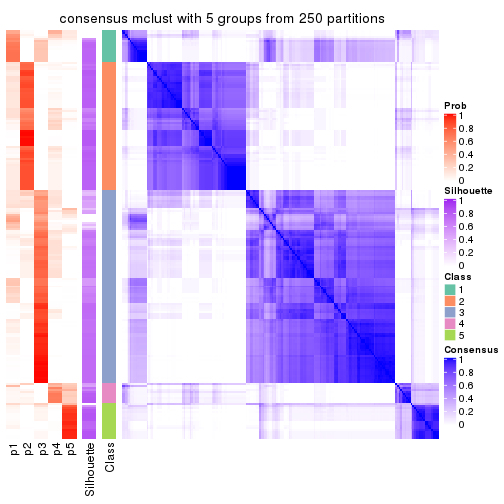 consensus mclust with 5 groups from 250 partitions
Prob
1
0.8
0.6
0.4
0.2
0
Silhouette
1
0.8
0.6
0.4
0.2
0
Class
1
2
3
4
5
Consensus
1
0.8
0.6
0.4
0.2
0
p1
p2
p3
p4
p5
Silhouette
Class